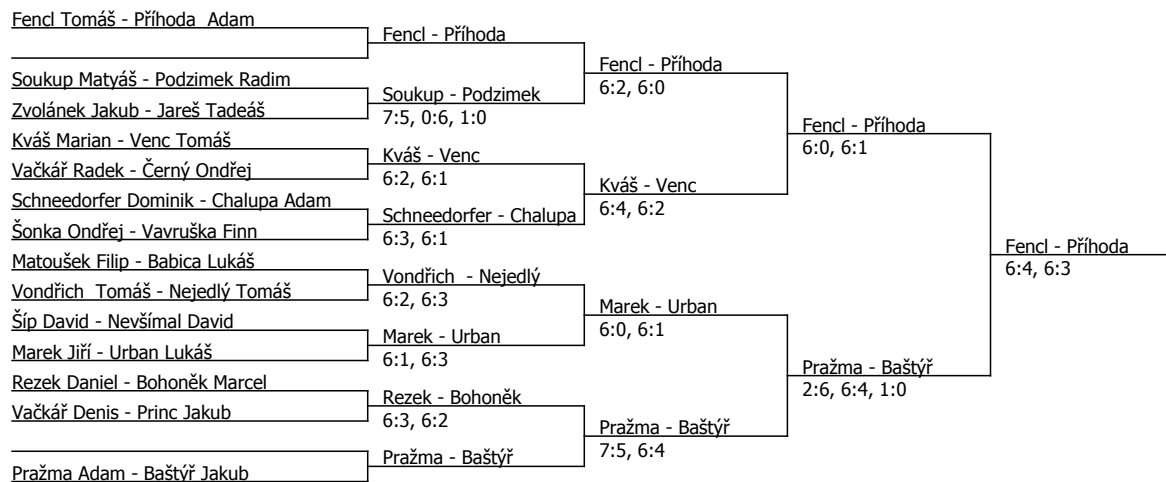 Fencl Tomáš - Příhoda  Adam
Soukup Matyáš - Podzimek Radim
Zvolánek Jakub - Jareš Tadeáš
Kváš Marian - Venc Tomáš
Vačkář Radek - Černý Ondřej
Schneedorfer Dominik - Chalupa Adam
Šonka Ondřej - Vavruška Finn
Matoušek Filip - Babica Lukáš
Vondřich  Tomáš - Nejedlý Tomáš
Šíp David - Nevšímal David
Marek Jiří - Urban Lukáš
Rezek Daniel - Bohoněk Marcel
Vačkář Denis - Princ Jakub
Pražma Adam - Baštýř Jakub
Fencl - Příhoda
Soukup - Podzimek
7:5, 0:6, 1:0
Kváš - Venc
6:2, 6:1
Schneedorfer - Chalupa
6:3, 6:1
Vondřich  - Nejedlý
6:2, 6:3
Marek - Urban
6:1, 6:3
Rezek - Bohoněk
6:3, 6:2
Pražma - Baštýř
Fencl - Příhoda
6:2, 6:0
Kváš - Venc
6:4, 6:2
Marek - Urban
6:0, 6:1
Pražma - Baštýř
7:5, 6:4
Fencl - Příhoda
6:0, 6:1
Pražma - Baštýř
2:6, 6:4, 1:0
Fencl - Příhoda
6:4, 6:3